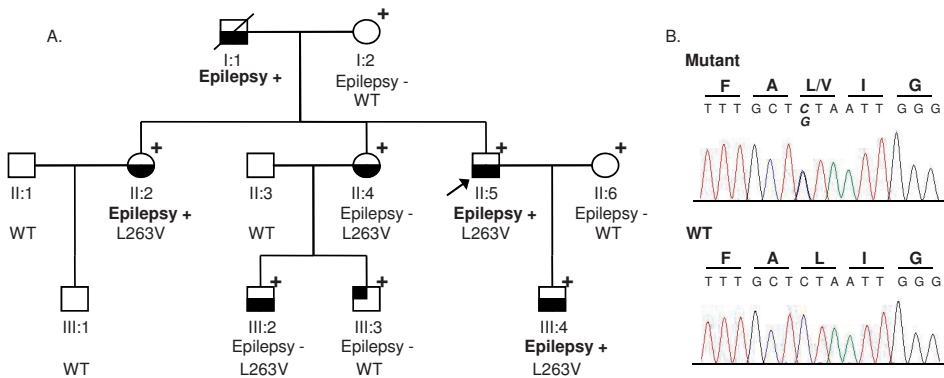 A.
I:1
Epilepsy +
+
I:2
Epilepsy -
WT
+
II:1
WT
II:2
Epilepsy +
L263V
+
II:3
WT
II:4
Epilepsy -
L263V
+
II:5
Epilepsy +
L263V
+
II:6
Epilepsy -
WT
+
III:1
WT
III:2
Epilepsy -
L263V
+
III:3
Epilepsy -
WT
+
III:4
Epilepsy +
L263V
+
B.
Mutant
F A L/V I G
T T T G C T C T A A T T G G G
G
WT
F A L I G
T T T G C T C T A A T T G G G